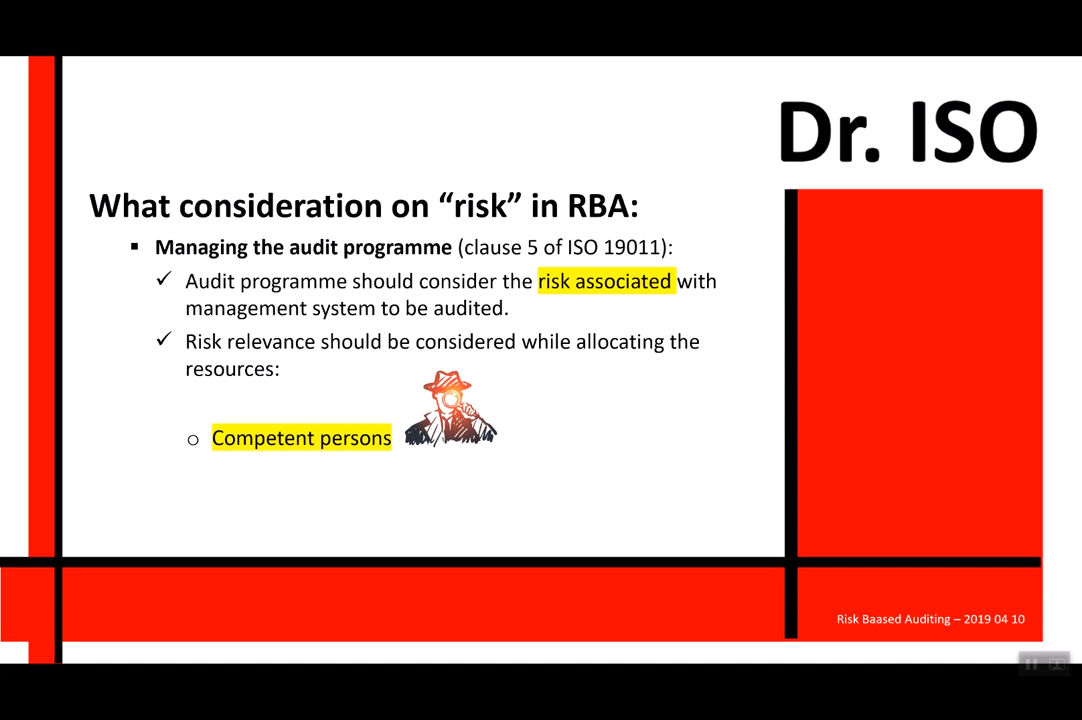 Dr. ISO
What consideration on “risk” in RBA:
▪ Managing the audit programme (clause 5 of ISO 19011):
✓ Audit programme should consider the risk associated with
management system to be audited.
✓ Risk relevance should be considered while allocating the
resources:
o Competent persons
Risk Baased Auditing – 2019 04 10